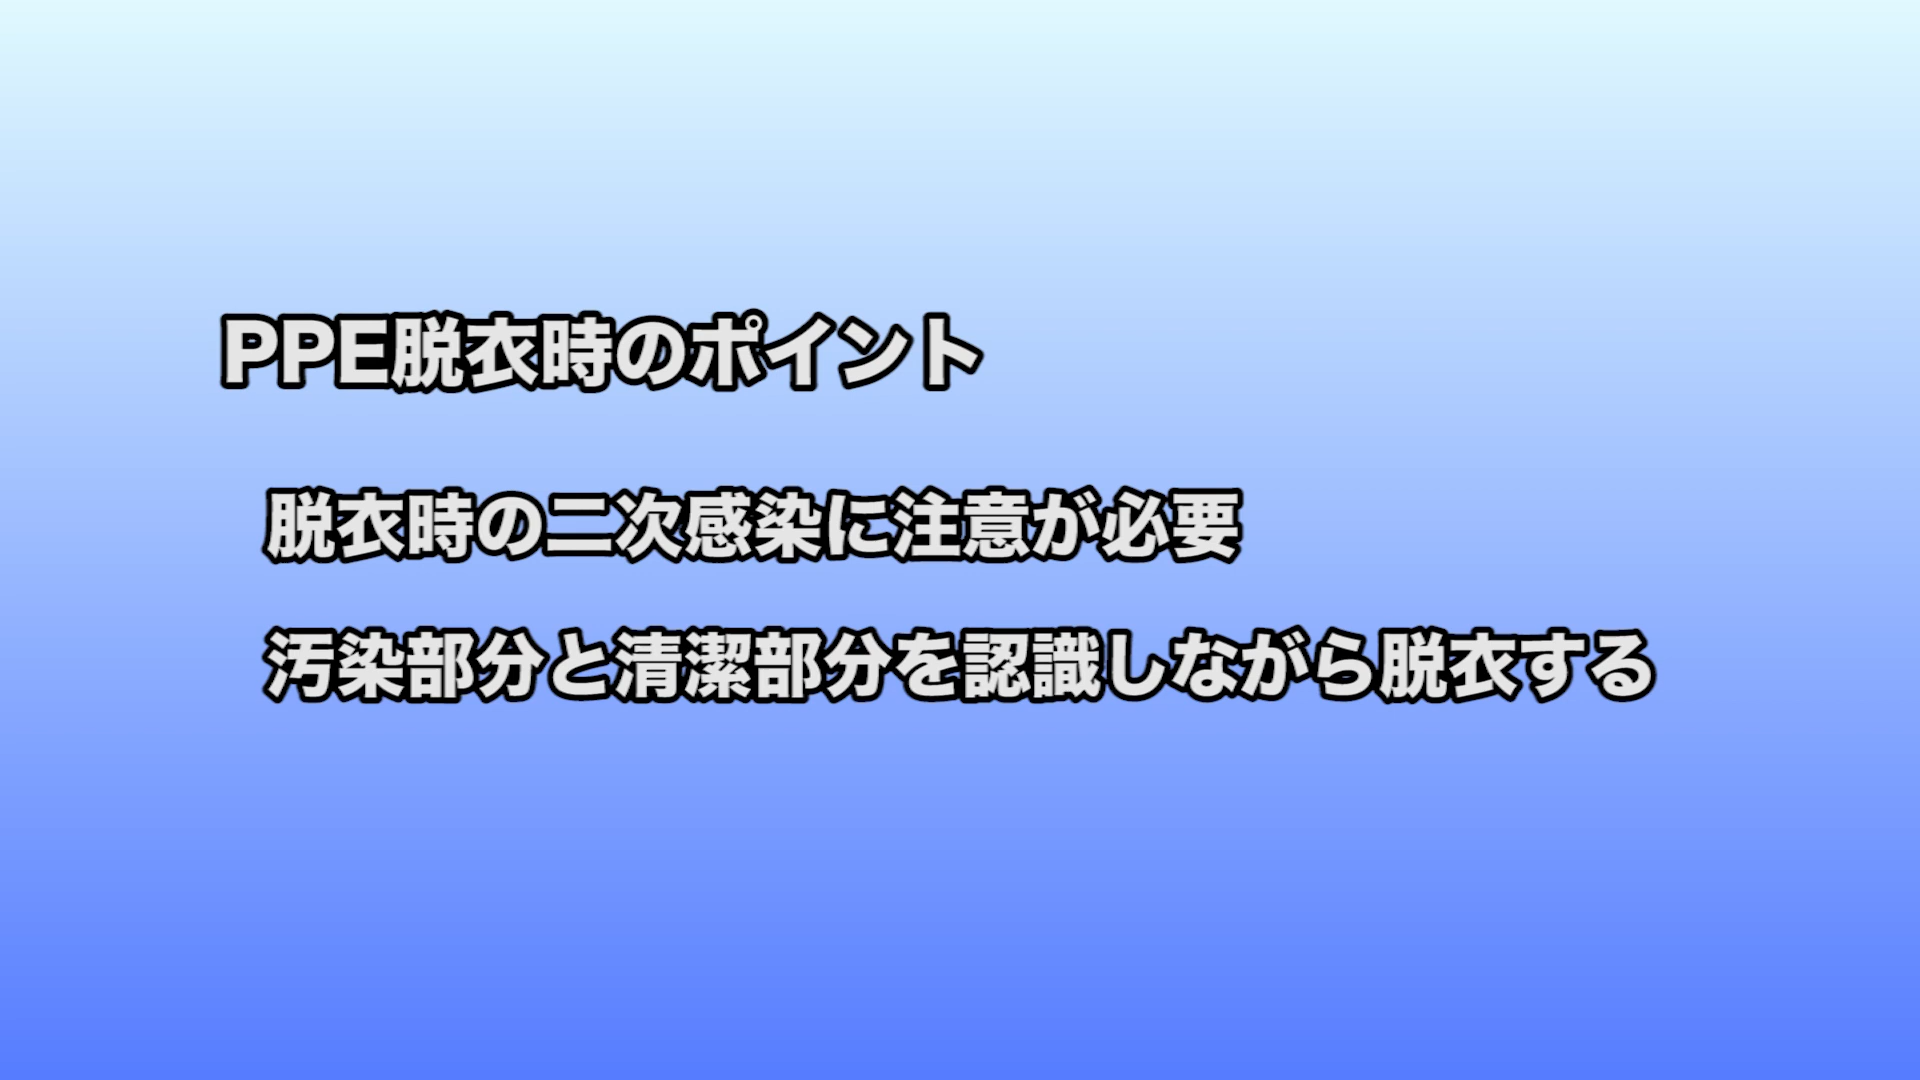 PPE脱衣時のポイント
脱衣時の二次感染に注意が必要
汚染部分と清潔部分を認識しながら脱衣する